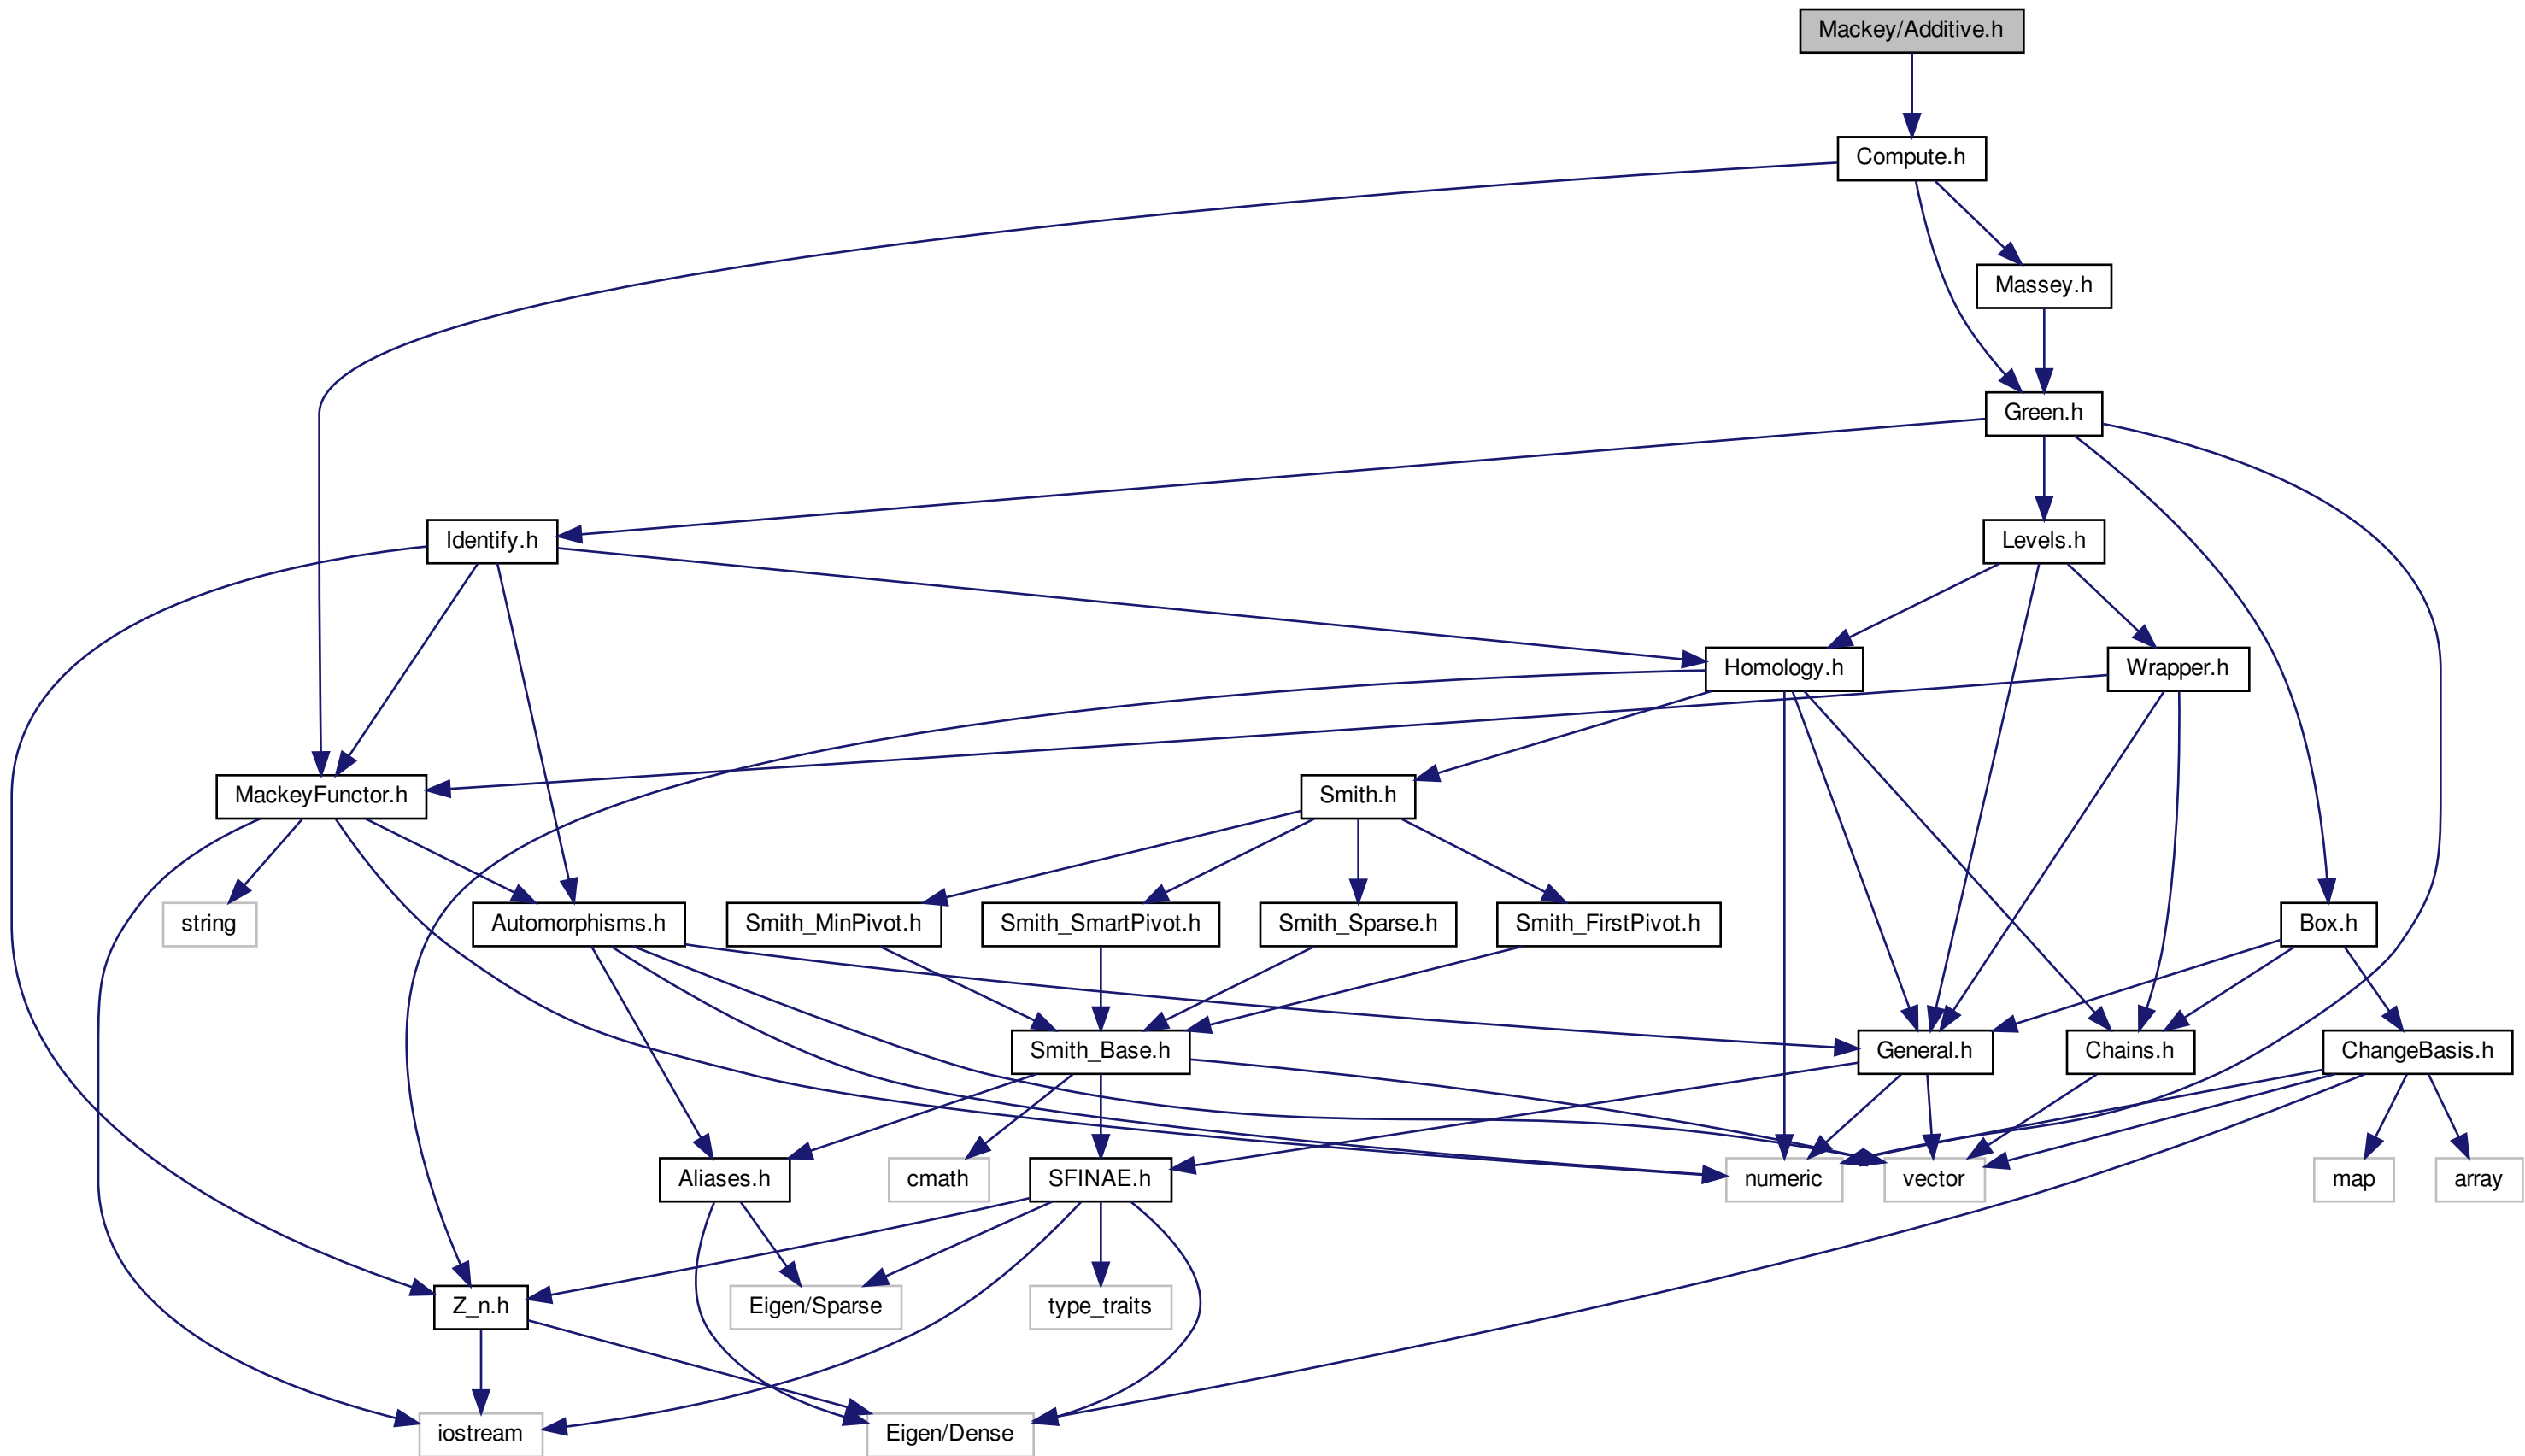 Mackey/Additive.h
Compute.h
Massey.h
Green.h
Identify.h
Levels.h
Homology.h
Wrapper.h
MackeyFunctor.h
Smith.h
string
Automorphisms.h
Smith_MinPivot.h
Smith_SmartPivot.h
Smith_Sparse.h
Smith_FirstPivot.h
Box.h
Smith_Base.h
General.h
Chains.h
ChangeBasis.h
Aliases.h
cmath
SFINAE.h
numeric
vector
map
array
Z_n.h
Eigen/Sparse
type_traits
iostream
Eigen/Dense